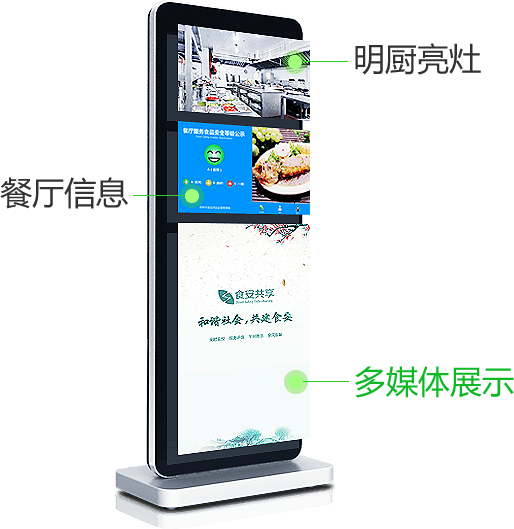 明厨亮灶
餐厅服务食品安全等级公示
餐厅信息
食安共享
和谐社会，共建食安
多媒体展示